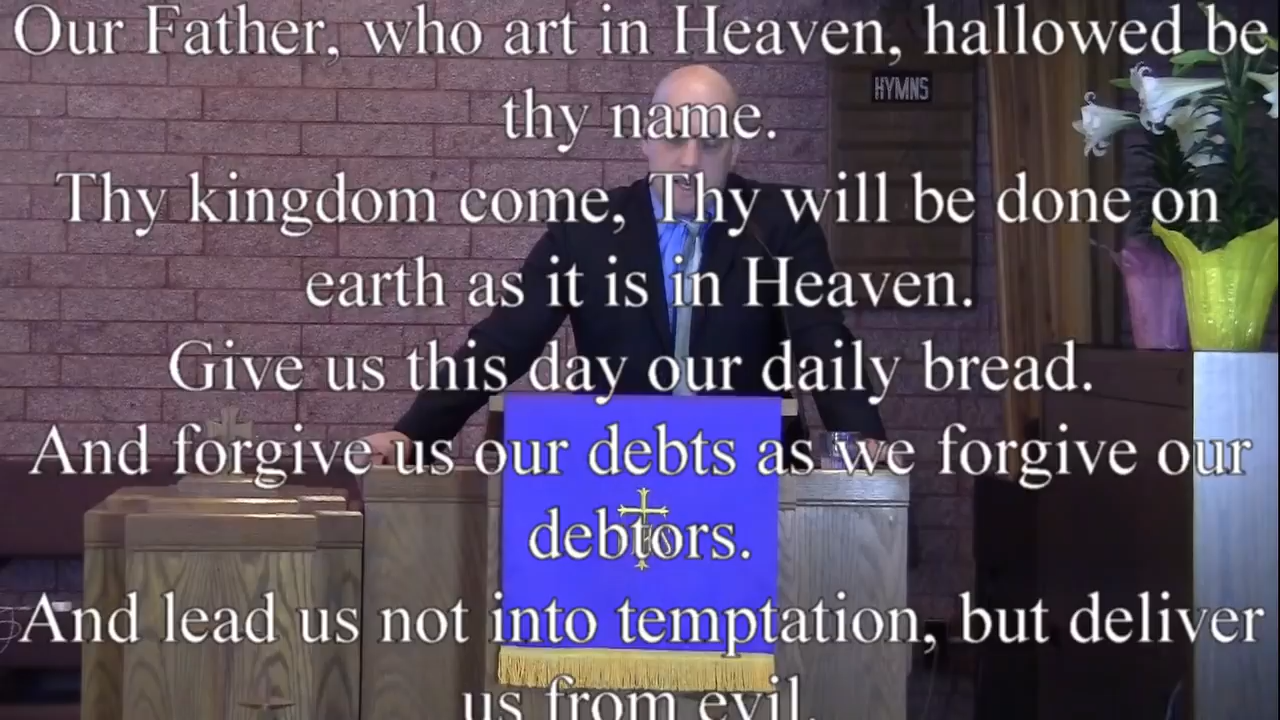 Our Father, who art in Heaven, hallowed be
HYMNS
thy name.
Thy kingdom come, Thy will be done on
earth as it is in Heaven.
Give us this day our daily bread.
And forgive us our debts as we forgive our
debtors.
IHS
And lead us not into temptation, but deliver
us from evil.